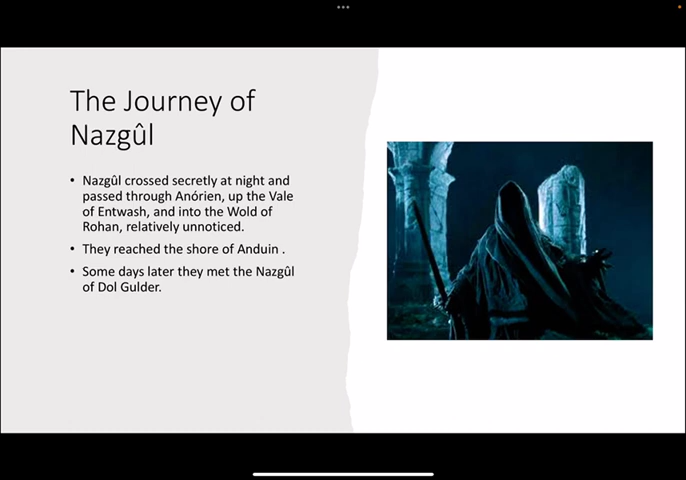 The Journey of
Nazgûl
• Nazgûl crossed secretly at night and
passed through Anórien, up the Vale
of Entwash, and into the Wold of
Rohan, relatively unnoticed.
• They reached the shore of Anduin .
• Some days later they met the Nazgûl
of Dol Gulder.